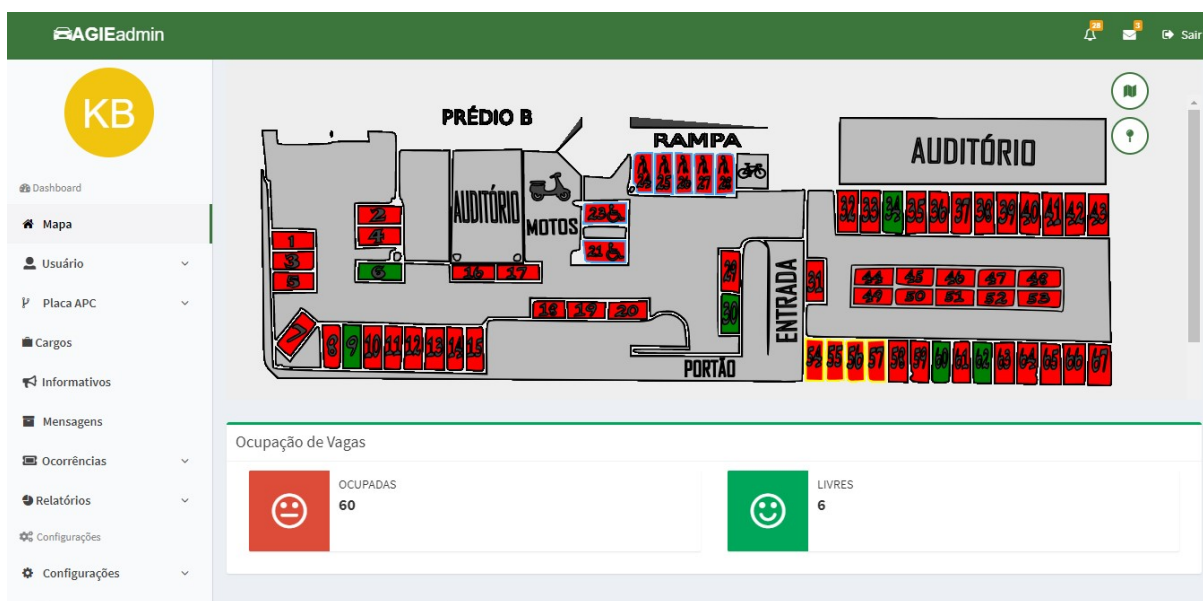 AGIEadmin
28
3
Sair
KB
Dashboard
Mapa
Usuário
Placa APC
Cargos
Informativos
Mensagens
Ocorrências
Relatórios
Configurações
Configurações
PRÉDIO B
RAMPA
AUDITÓRIO
24 25 26 27 28
32 33 34 35 36 37 38 39 40 41 42 43
AUDITÓRIO
MOTOS
23
21
2
4
6
1
3
5
16 17
29
30
31
ENTRADA
44 45 46 47 48
49 50 51 52 53
18 19 20
7
8 9 10 11 12 13 14 15
PORTÃO
54 55 56 57 58 59 60 61 62 63 64 65 66 67
Ocupação de Vagas
OCUPADAS
60
LIVRES
6